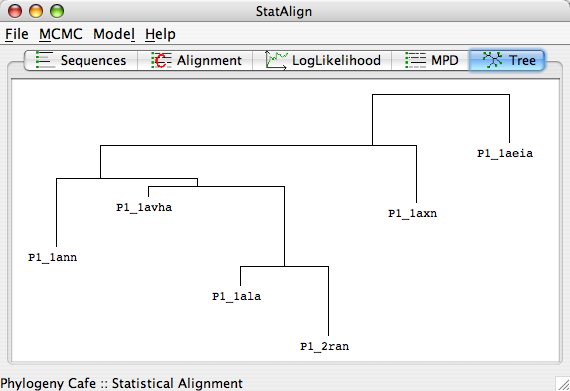 StatAlign
File MCMC Model Help
Sequences Alignment LogLikelihood MPD Tree
P1_1aeia
P1_1avha
P1_1axn
P1_1ann
P1_1ala
P1_2ran
Phylogeny Cafe :: Statistical Alignment